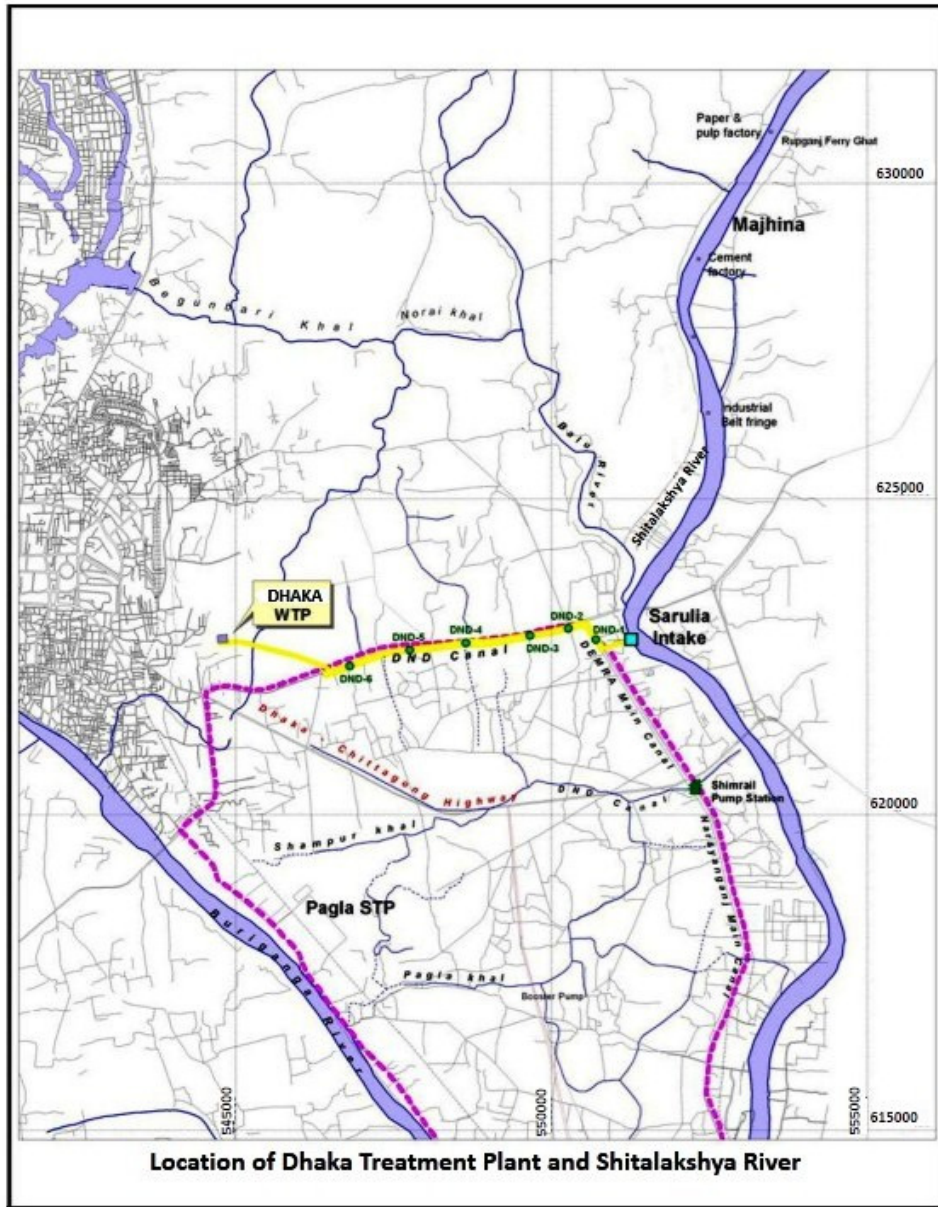 Paper &
pulp factory
Rupganj Ferry Ghat
630000
Majhina
Cement
factory
Begunbari Khal
Norai khal
Industrial
Belt fringe
Balu River
Shitalakshya River
625000
DHAKA
WTP
Sarulia
Intake
DND-1
DND-2
DND-3
DND-4
DND-5
DND-6
DND Canal
DEMRA Main Canal
Dhaka - Chittagong Highway
DND Canal
Shimrail
Pump Station
620000
Shampur khal
Narayanganj Main Canal
Pagla STP
Buriganga River
Pagla khal
Booster Pump
545000
550000
555000
615000
Location of Dhaka Treatment Plant and Shitalakshya River